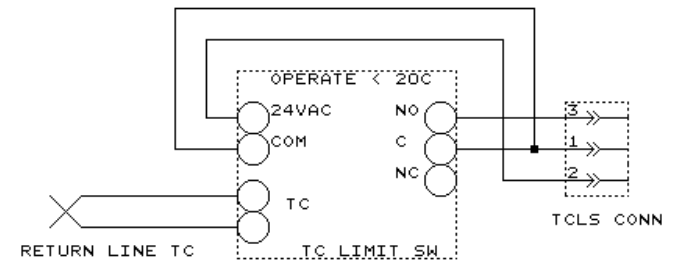 OPERATE < 20C
24VAC NO 3
COM C 1
NC 2
TC
TCLS CONN
RETURN LINE TC TC LIMIT SW